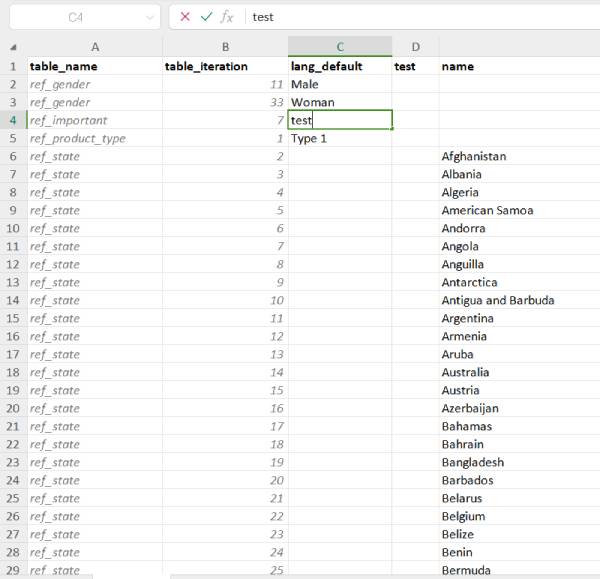 C4 fx test
A B C D
1 table_name table_iteration lang_default test name
2 ref_gender 11 Male
3 ref_gender 33 Woman
4 ref_important 7 test
5 ref_product_type 1 Type 1
6 ref_state 2 Afghanistan
7 ref_state 3 Albania
8 ref_state 4 Algeria
9 ref_state 5 American Samoa
10 ref_state 6 Andorra
11 ref_state 7 Angola
12 ref_state 8 Anguilla
13 ref_state 9 Antarctica
14 ref_state 10 Antigua and Barbuda
15 ref_state 11 Argentina
16 ref_state 12 Armenia
17 ref_state 13 Aruba
18 ref_state 14 Australia
19 ref_state 15 Austria
20 ref_state 16 Azerbaijan
21 ref_state 17 Bahamas
22 ref_state 18 Bahrain
23 ref_state 19 Bangladesh
24 ref_state 20 Barbados
25 ref_state 21 Belarus
26 ref_state 22 Belgium
27 ref_state 23 Belize
28 ref_state 24 Benin
29 ref_state 25 Bermuda